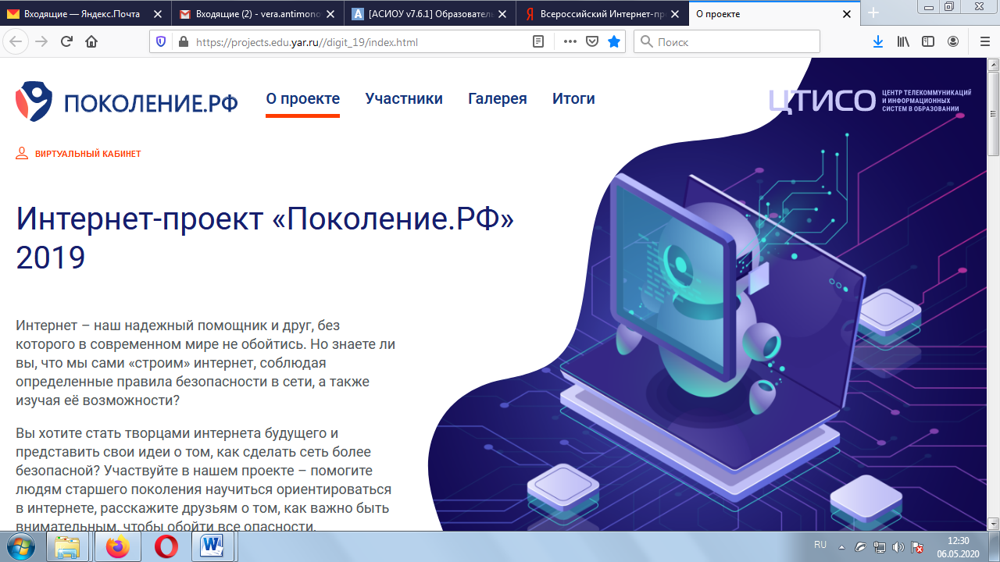 Входящие — Яндекс.Почта
Входящие (2) - vera.antimono
[АСИОУ v7.6.1] Образовател
Всероссийский Интернет-пр
О проекте
https://projects.edu.yar.ru//digit_19/index.html
Поиск
ПОКОЛЕНИЕ.РФ
О проекте
Участники
Галерея
Итоги
ЦТИСО
ЦЕНТР ТЕЛЕКОММУНИКАЦИЙ
И ИНФОРМАЦИОННЫХ
СИСТЕМ В ОБРАЗОВАНИИ
ВИРТУАЛЬНЫЙ КАБИНЕТ
Интернет-проект «Поколение.РФ»
2019
Интернет – наш надежный помощник и друг, без
которого в современном мире не обойтись. Но знаете ли
вы, что мы сами «строим» интернет, соблюдая
определенные правила безопасности в сети, а также
изучая её возможности?
Вы хотите стать творцами интернета будущего и
представить свои идеи о том, как сделать сеть более
безопасной? Участвуйте в нашем проекте – помогите
людям старшего поколения научиться ориентироваться
в интернете, расскажите друзьям о том, как важно быть
внимательным, чтобы обойти все опасности.
RU
12:30
06.05.2020